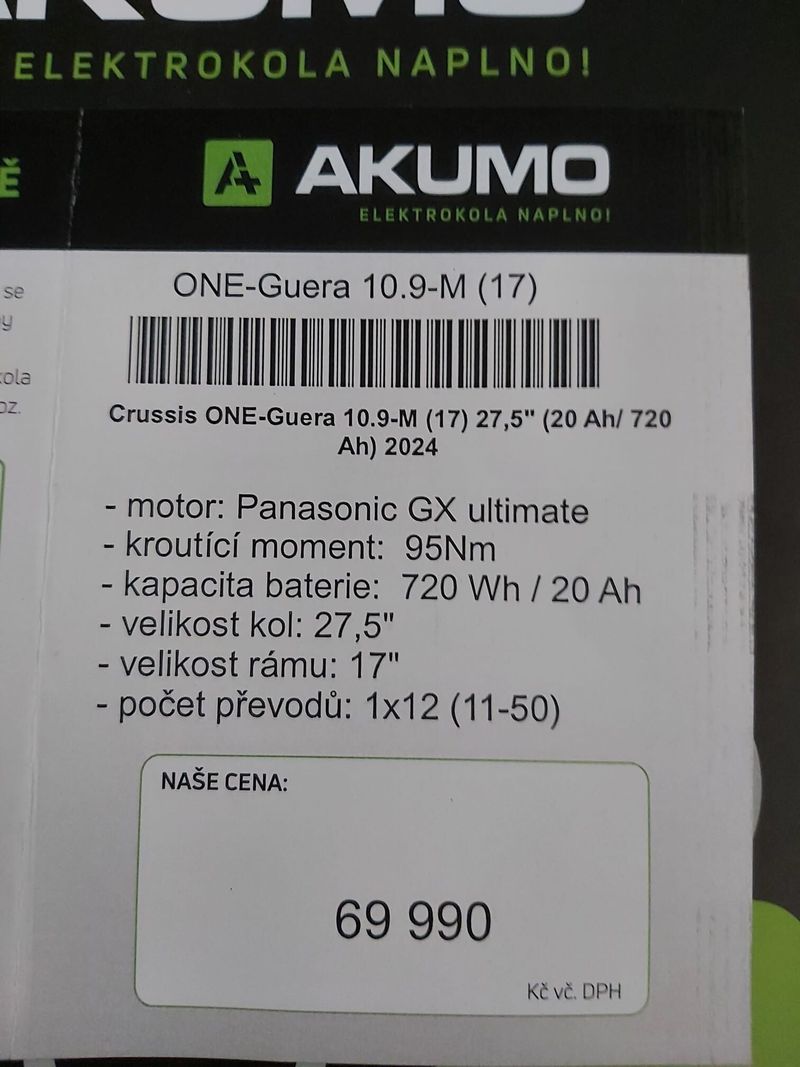 AKUMO
ELEKTROKOLA NAPLNO!
Ě
AKUMO
ELEKTROKOLA NAPLNO!
se
ONE-Guera 10.9-M (17)
Crussis ONE-Guera 10.9-M (17) 27,5" (20 Ah/ 720
Ah) 2024
- motor: Panasonic GX ultimate
- kroutící moment: 95Nm
- kapacita baterie: 720 Wh / 20 Ah
- velikost kol: 27,5"
- velikost rámu: 17"
- počet převodů: 1x12 (11-50)
NAŠE CENA:
69 990
Kč vč. DPH